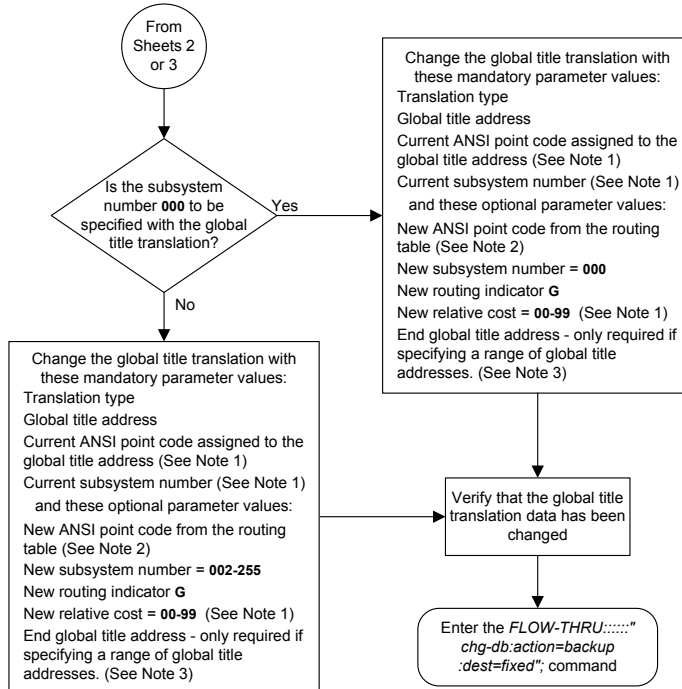 From
Sheets 2
or 3
Is the subsystem
number 000 to be
specified with the global
title translation?
Yes
No
Change the global title translation with
these mandatory parameter values:
Translation type
Global title address
Current ANSI point code assigned to the
global title address (See Note 1)
Current subsystem number (See Note 1)
and these optional parameter values:
New ANSI point code from the routing
table (See Note 2)
New subsystem number = 000
New routing indicator G
New relative cost = 00-99 (See Note 1)
End global title address - only required if
specifying a range of global title
addresses. (See Note 3)
Change the global title translation with
these mandatory parameter values:
Translation type
Global title address
Current ANSI point code assigned to the
global title address (See Note 1)
Current subsystem number (See Note 1)
and these optional parameter values:
New ANSI point code from the routing
table (See Note 2)
New subsystem number = 002-255
New routing indicator G
New relative cost = 00-99 (See Note 1)
End global title address - only required if
specifying a range of global title
addresses. (See Note 3)
Verify that the global title
translation data has been
changed
Enter the FLOW-THRU::::::"
chg-db:action=backup
:dest=fixed"; command